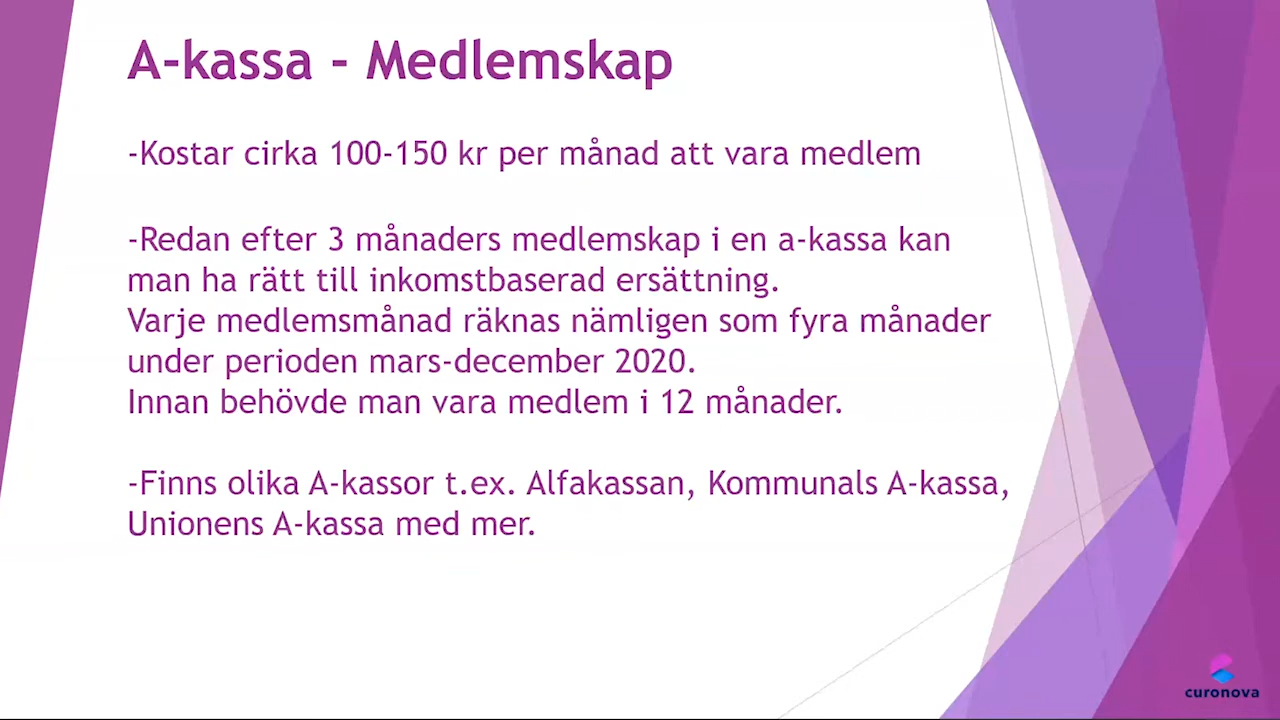 A-kassa - Medlemskap
-Kostar cirka 100-150 kr per månad att vara medlem
-Redan efter 3 månaders medlemskap i en a-kassa kan
man ha rätt till inkomstbaserad ersättning.
Varje medlemsmånad räknas nämligen som fyra månader
under perioden mars-december 2020.
Innan behövde man vara medlem i 12 månader.
-Finns olika A-kassor t.ex. Alfakassan, Kommunals A-kassa,
Unionens A-kassa med mer.
curonova